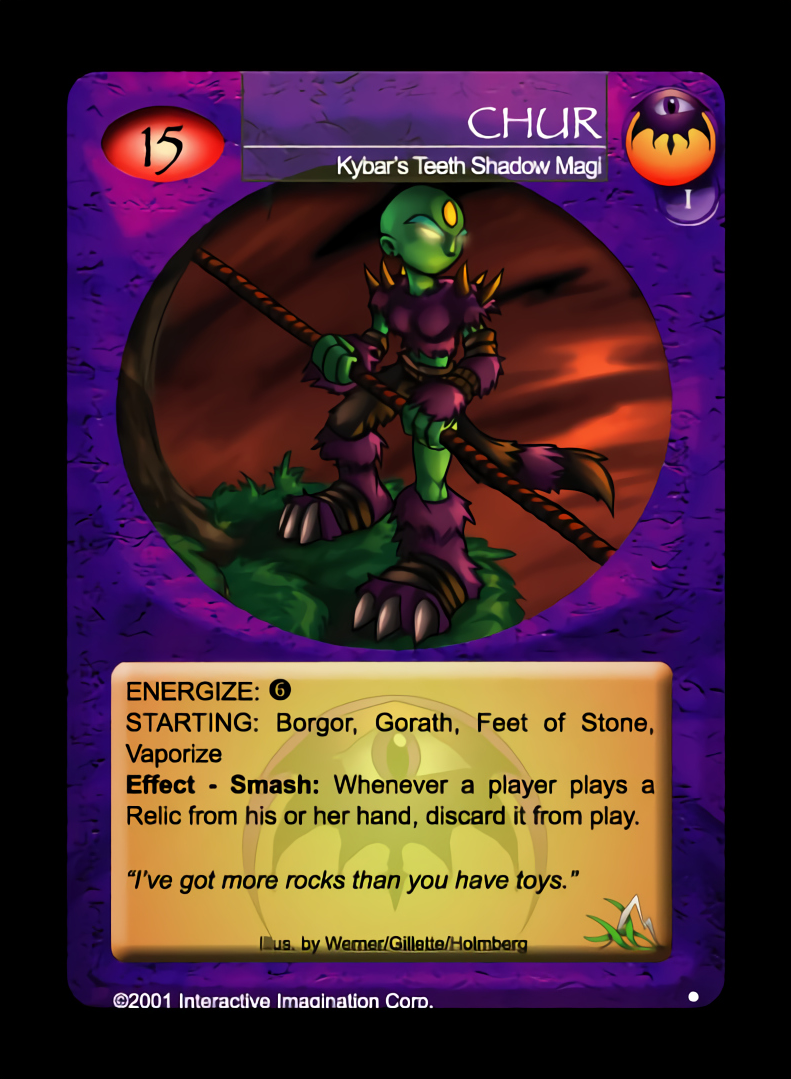 15
CHUR
Kybar's Teeth Shadow Magi
I
ENERGIZE: 6
STARTING: Borgor, Gorath, Feet of Stone,
Vaporize
Effect - Smash: Whenever a player plays a
Relic from his or her hand, discard it from play.
“I've got more rocks than you have toys.”
Illus. by Werner/Gillette/Holmberg
©2001 Interactive Imagination Corp.